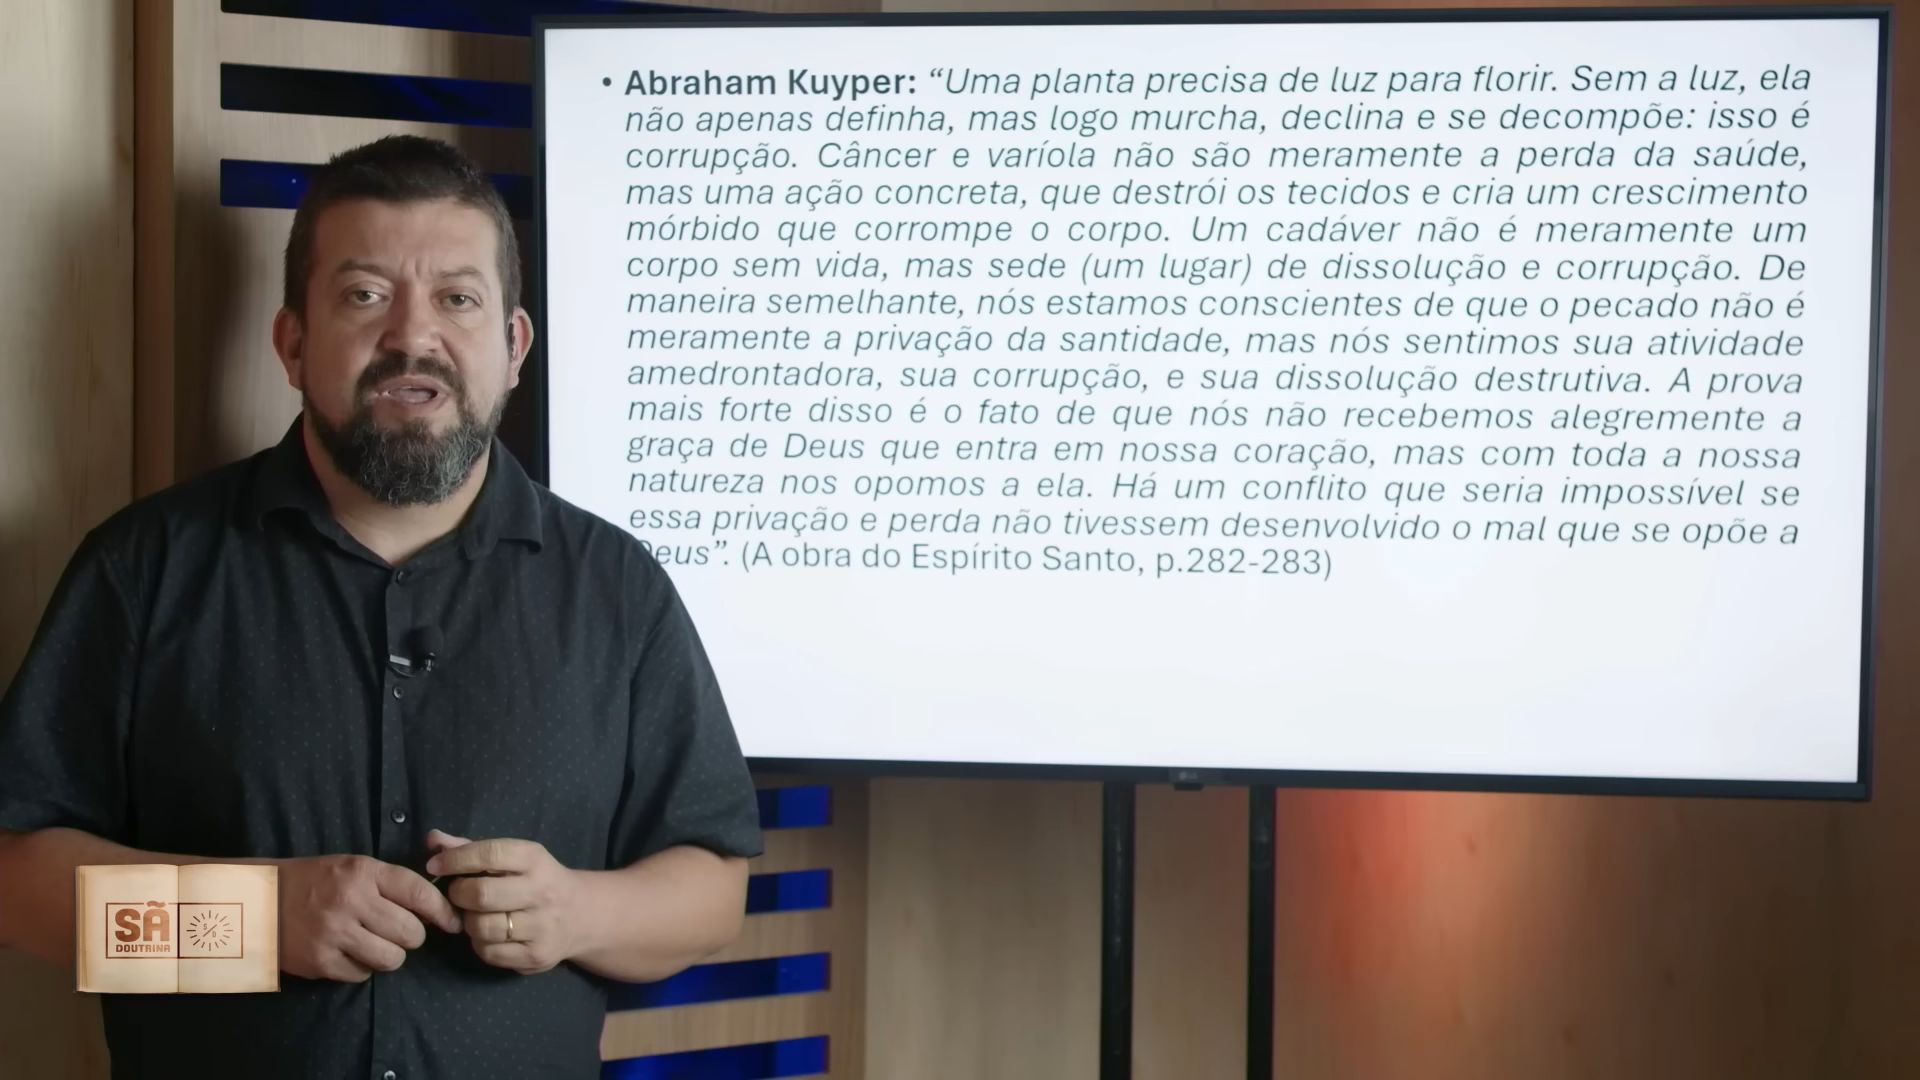 • Abraham Kuyper: “Uma planta precisa de luz para florir. Sem a luz, ela
não apenas definha, mas logo murcha, declina e se decompõe: isso é
corrupção. Câncer e varíola não são meramente a perda da saúde,
mas uma ação concreta, que destrói os tecidos e cria um crescimento
mórbido que corrompe o corpo. Um cadáver não é meramente um
corpo sem vida, mas sede (um lugar) de dissolução e corrupção. De
maneira semelhante, nós estamos conscientes de que o pecado não é
meramente a privação da santidade, mas nós sentimos sua atividade
amedrontadora, sua corrupção, e sua dissolução destrutiva. A prova
mais forte disso é o fato de que nós não recebemos alegremente a
graça de Deus que entra em nossa coração, mas com toda a nossa
natureza nos opomos a ela. Há um conflito que seria impossível se
essa privação e perda não tivessem desenvolvido o mal que se opõe a
Deus”. (A obra do Espírito Santo, p.282-283)
SÃ
DOUTRINA
S/D